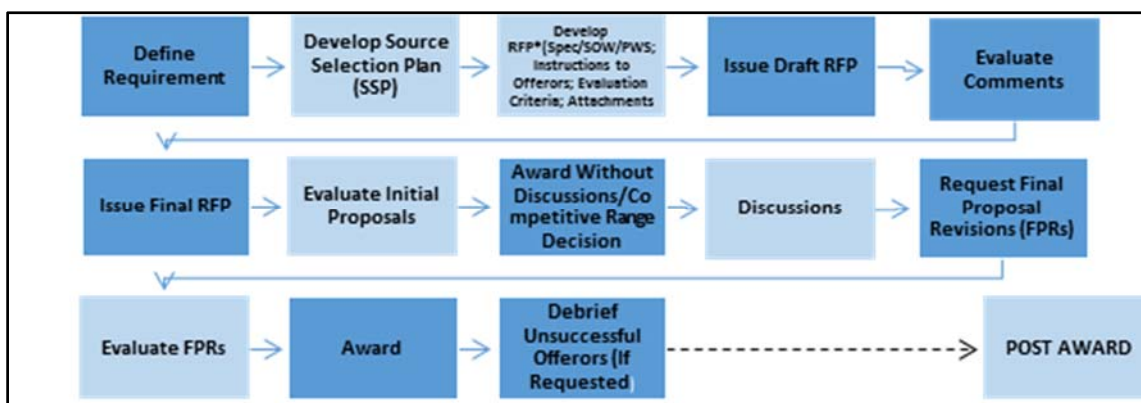 Define
Requirement
Develop Source
Selection Plan
(SSP)
Develop
RFP*(Spec/SOW/PWS;
Instructions to
Offerors; Evaluation
Criteria; Attachments
Issue Draft RFP
Evaluate
Comments
Issue Final RFP
Evaluate Initial
Proposals
Award Without
Discussions/Co
mpetitive Range
Decision
Discussions
Request Final
Proposal
Revisions (FPRs)
Evaluate FPRs
Award
Debrief
Unsuccessful
Offerors (If
Requested)
POST AWARD